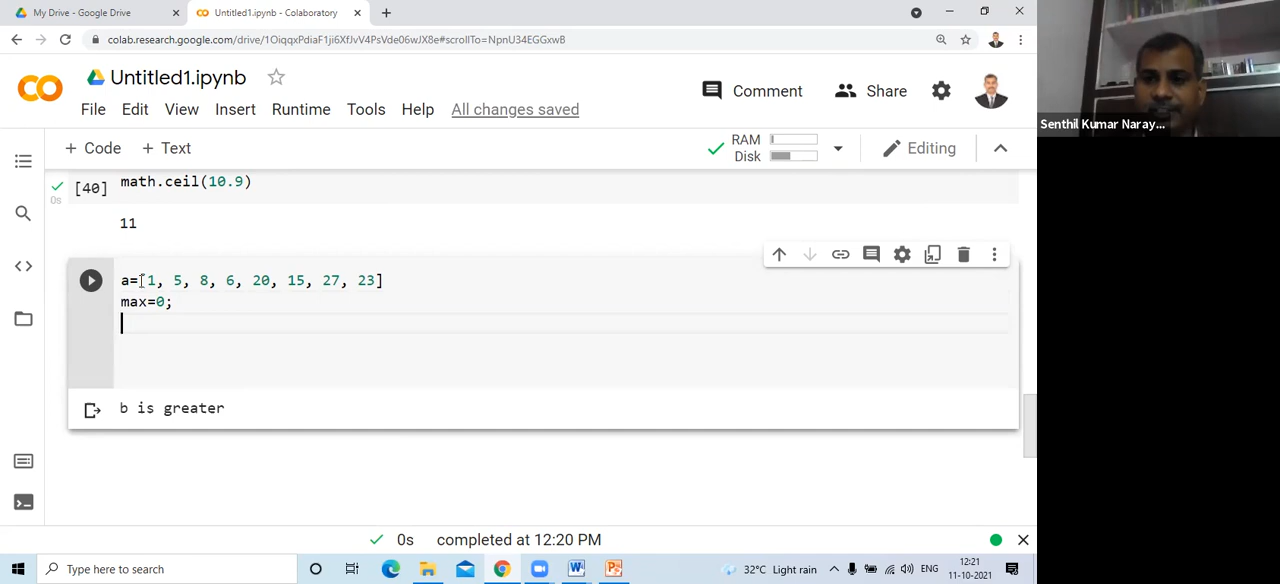 My Drive - Google Drive
Untitled1.ipynb - Colaboratory
colab.research.google.com/drive/1OiqqxPdiaF1ji6XfJvV4PsVde06wJX8e#scrollTo=NpnU34EGGxwB
Untitled1.ipynb
File Edit View Insert Runtime Tools Help All changes saved
Comment Share
+ Code + Text
RAM
Disk
Editing
[40] math.ceil(10.9)
0s
11
a=[1, 5, 8, 6, 20, 15, 27, 23]
max=0;
b is greater
0s completed at 12:20 PM
Type here to search
32°C Light rain
ENG
12:21
11-10-2021
Senthil Kumar Naray...